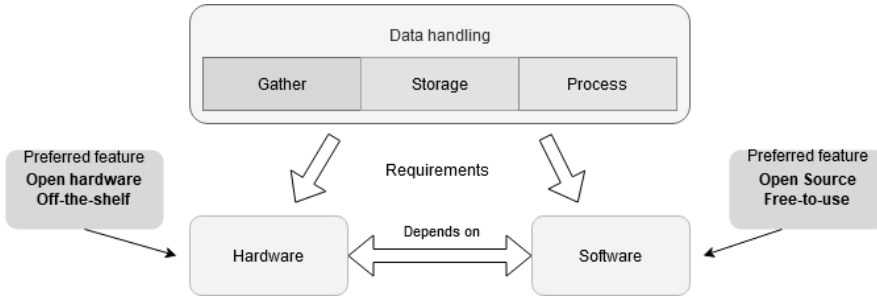 Data handling
Gather
Storage
Process
Requirements
Preferred feature
Open hardware
Off-the-shelf
Preferred feature
Open Source
Free-to-use
Hardware
Depends on
Software